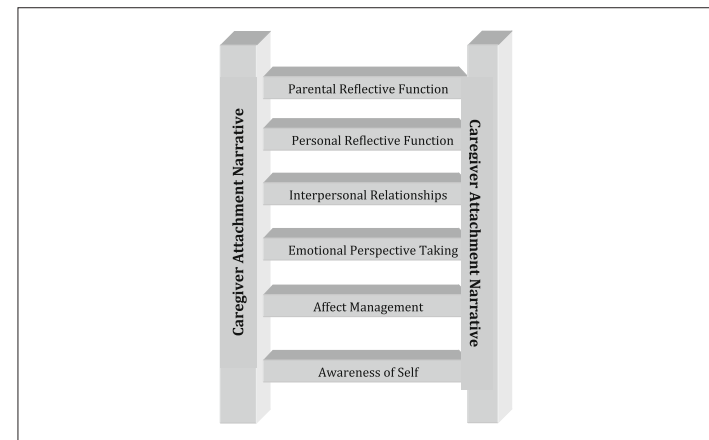 Caregiver Attachment Narrative
Parental Reflective Function
Personal Reflective Function
Interpersonal Relationships
Emotional Perspective Taking
Affect Management
Awareness of Self
Caregiver Attachment Narrative